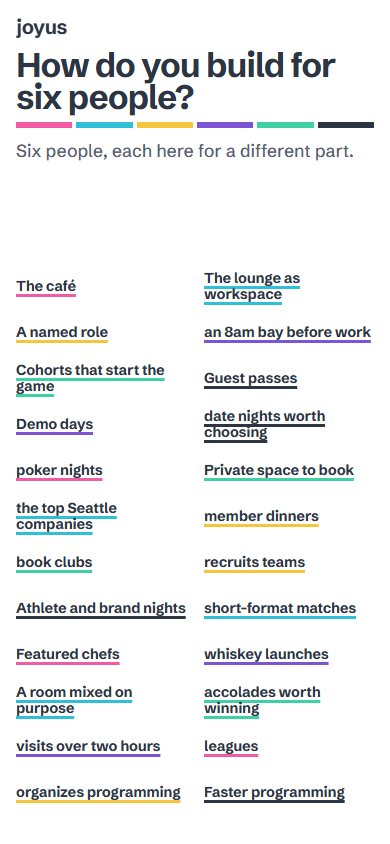 joyus
How do you build for
six people?
Six people, each here for a different part.
The café
The lounge as
workspace
A named role
an 8am bay before work
Cohorts that start the
game
Guest passes
Demo days
date nights worth
choosing
poker nights
Private space to book
the top Seattle
companies
member dinners
book clubs
recruits teams
Athlete and brand nights
short-format matches
Featured chefs
whiskey launches
A room mixed on
purpose
accolades worth
winning
visits over two hours
leagues
organizes programming
Faster programming